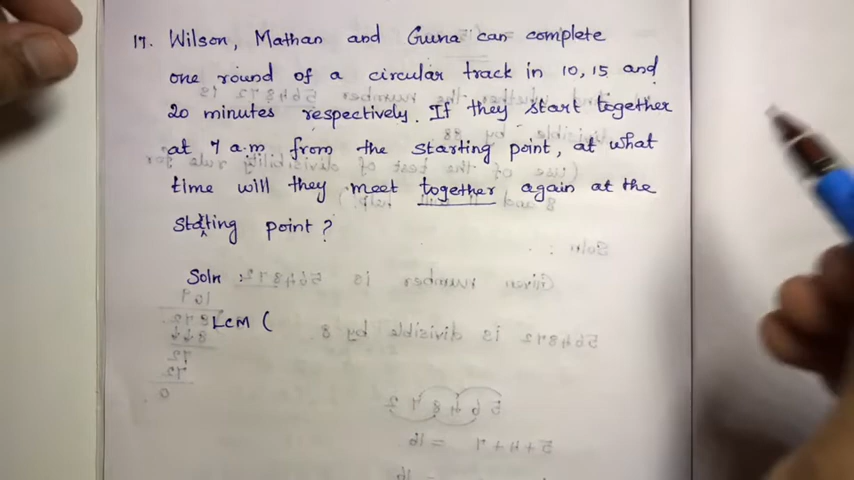 17. Wilson, Mathan and Guna can complete
one round of a circular track in 10, 15 and
20 minutes respectively. If they start together
at 7 a.m from the starting point, at what
time will they meet together again at the
starting point?
Soln :
LCM (